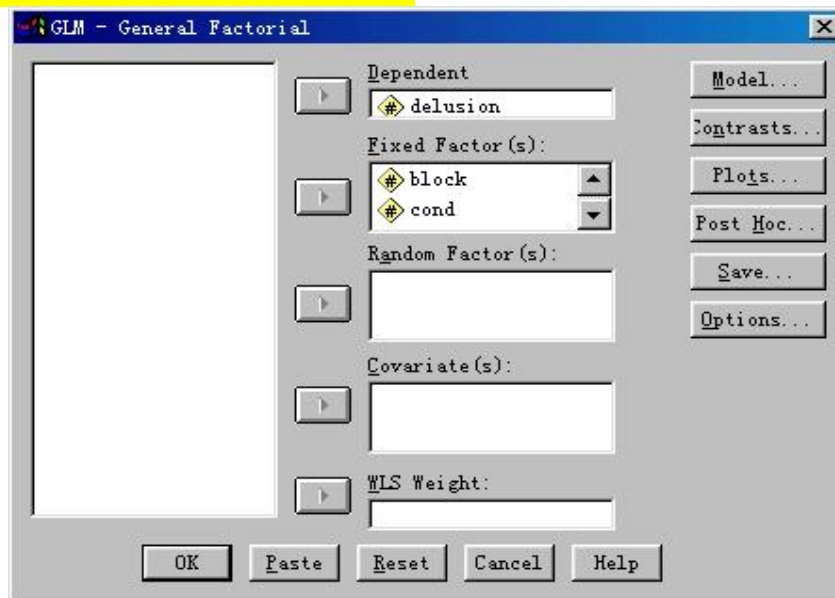 GLM - General Factorial
Dependent
delusion
Fixed Factor(s):
block
cond
Random Factor(s):
Covariate(s):
WLS Weight:
Model...
Contrasts...
Plots...
Post Hoc...
Save...
Options...
OK
Paste
Reset
Cancel
Help